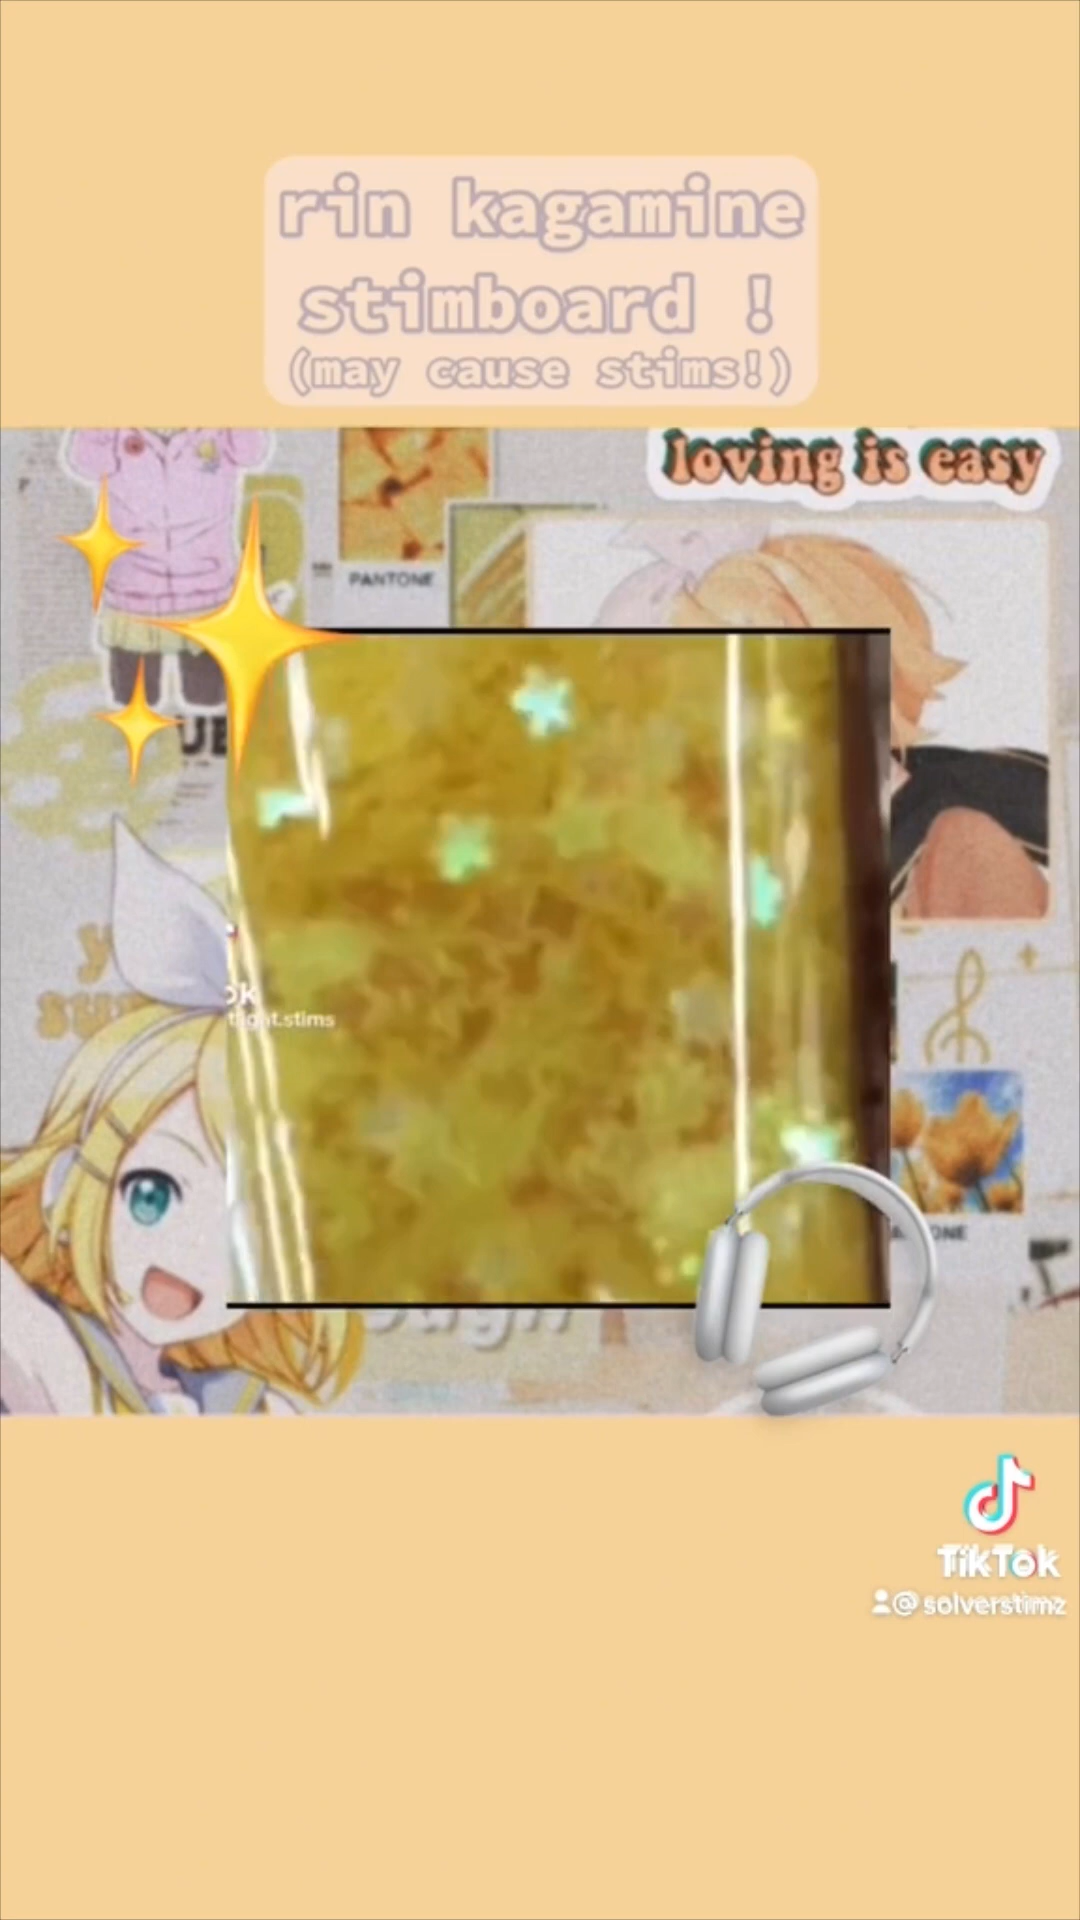 rin kagamine
stimboard !
(may cause stims!)
loving is easy
PANTONE
TikTok
@solverstimz